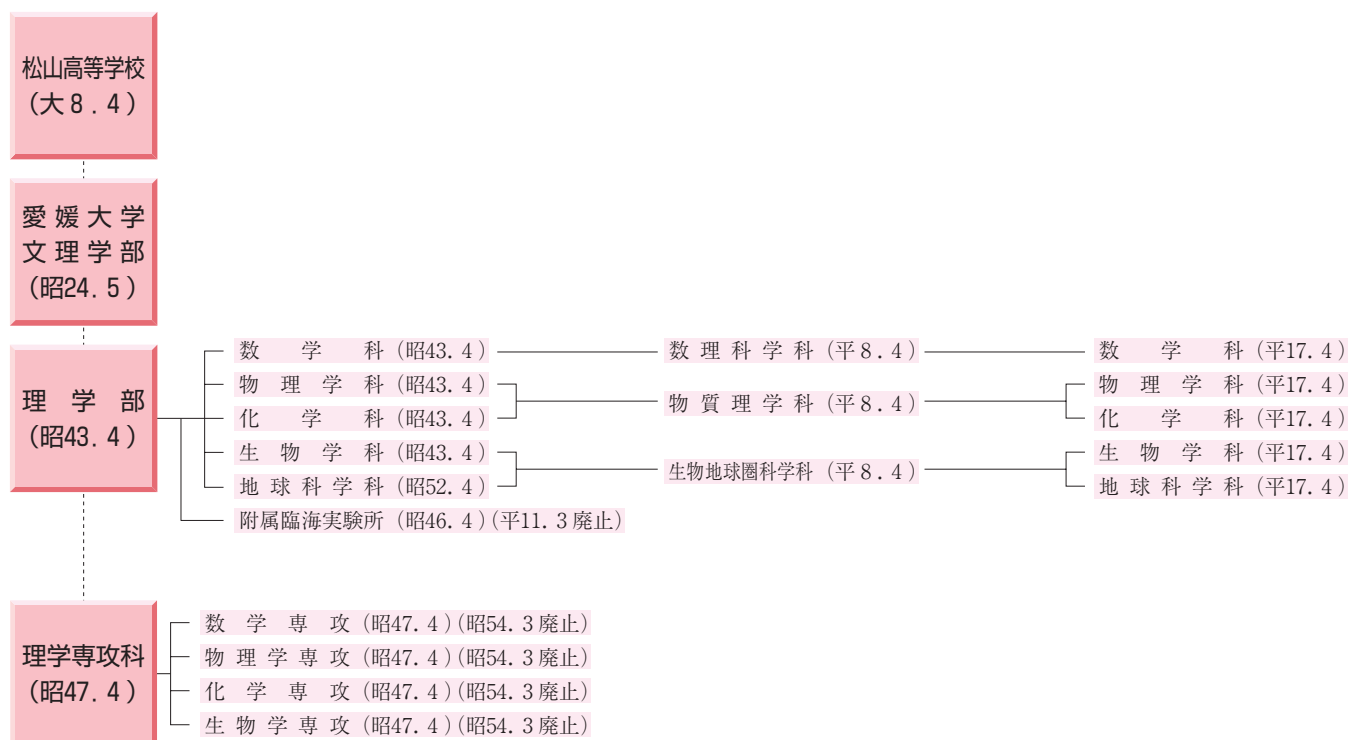 松山高等学校
(大8.4)
愛媛大学
文理学部
(昭24.5)
理学部
(昭43.4)
数学科(昭43.4) 数理科学科(平8.4) 数学科(平17.4)
物理学科(昭43.4) 物理学科(平17.4)
物質理学科(平8.4)
化学科(昭43.4) 化学科(平17.4)
生物学科(昭43.4) 生物学科(平17.4)
生物地球圏科学科(平8.4)
地球科学科(昭52.4) 地球科学科(平17.4)
附属臨海実験所(昭46.4)(平11.3廃止)
理学専攻科
(昭47.4)
数学専攻(昭47.4)(昭54.3廃止)
物理学専攻(昭47.4)(昭54.3廃止)
化学専攻(昭47.4)(昭54.3廃止)
生物学専攻(昭47.4)(昭54.3廃止)